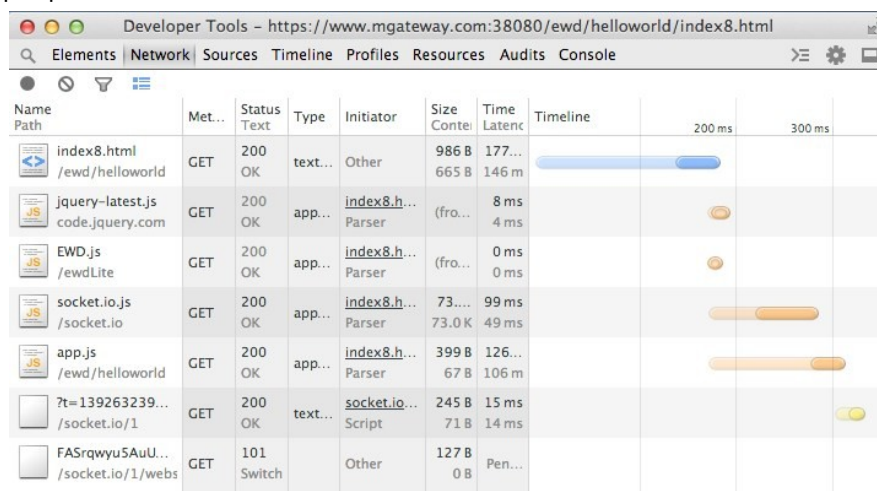 Developer Tools - https://www.mgateway.com:38080/ewd/helloworld/index8.html
Elements Network Sources Timeline Profiles Resources Audits Console
Name Met... Status Type Initiator Size Time Timeline
Path Text Conte Latenc 200 ms 300 ms
index8.html GET 200 text... Other 986 B 177...
/ewd/helloworld OK 665 B 146 m
jquery-latest.js GET 200 app... index8.h... (fro... 8 ms
code.jquery.com OK Parser 4 ms
EWD.js GET 200 app... index8.h... (fro... 0 ms
/ewdLite OK Parser 0 ms
socket.io.js GET 200 app... index8.h... 73.... 99 ms
/socket.io OK Parser 73.0 K 49 ms
app.js GET 200 app... index8.h... 399 B 126...
/ewd/helloworld OK Parser 67 B 106 m
?t=139263239... GET 200 text... socket.io... 245 B 15 ms
/socket.io/1 OK Script 71 B 14 ms
FASrqwyu5AuU... GET 101 Other 127 B Pen...
/socket.io/1/webs Switch 0 B